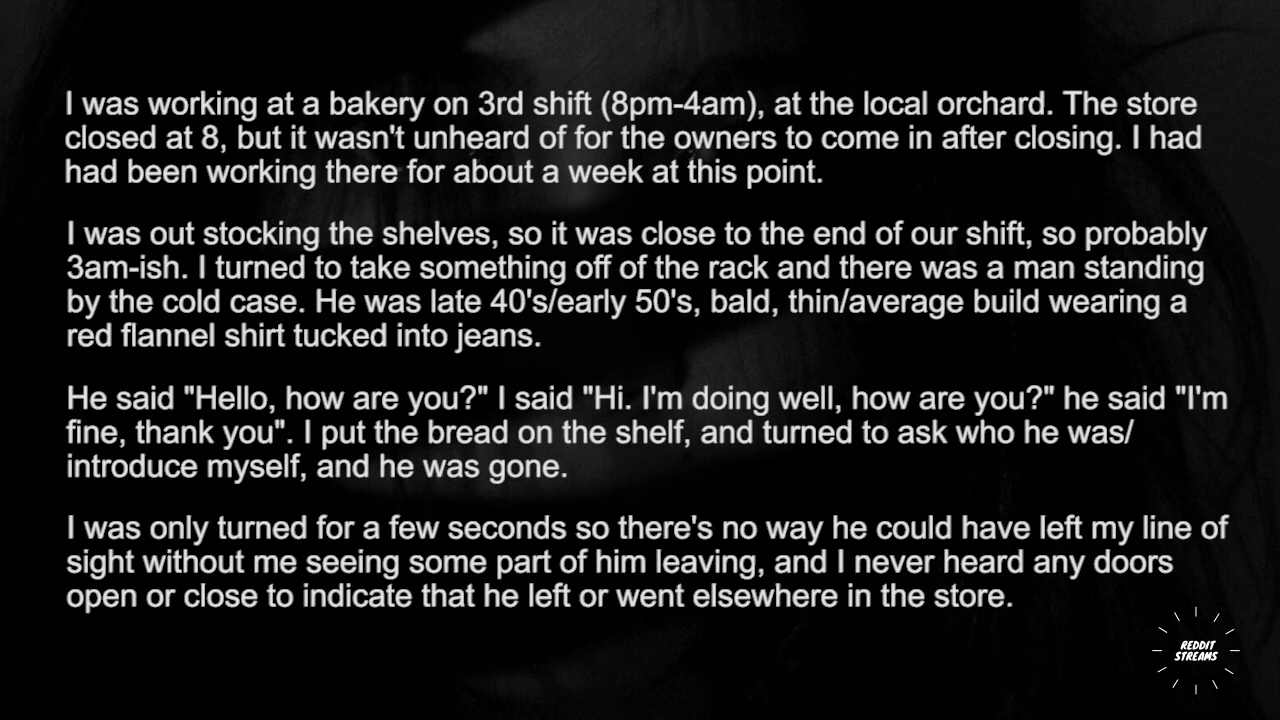 I was working at a bakery on 3rd shift (8pm-4am), at the local orchard. The store
closed at 8, but it wasn't unheard of for the owners to come in after closing. I had
had been working there for about a week at this point.
I was out stocking the shelves, so it was close to the end of our shift, so probably
3am-ish. I turned to take something off of the rack and there was a man standing
by the cold case. He was late 40's/early 50's, bald, thin/average build wearing a
red flannel shirt tucked into jeans.
He said "Hello, how are you?" I said "Hi. I'm doing well, how are you?" he said "I'm
fine, thank you". I put the bread on the shelf, and turned to ask who he was/
introduce myself, and he was gone.
I was only turned for a few seconds so there's no way he could have left my line of
sight without me seeing some part of him leaving, and I never heard any doors
open or close to indicate that he left or went elsewhere in the store.
REDDIT
STREAMS